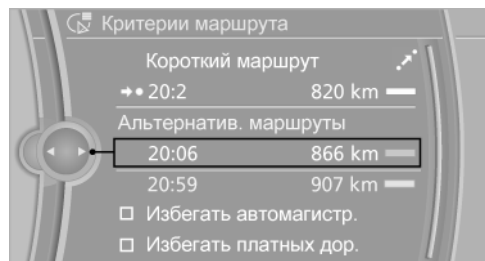 Критерии маршрута
Короткий маршрут
20:2 820 km
Альтернатив. маршруты
20:06 866 km
20:59 907 km
Избегать автомагистр.
Избегать платных дор.